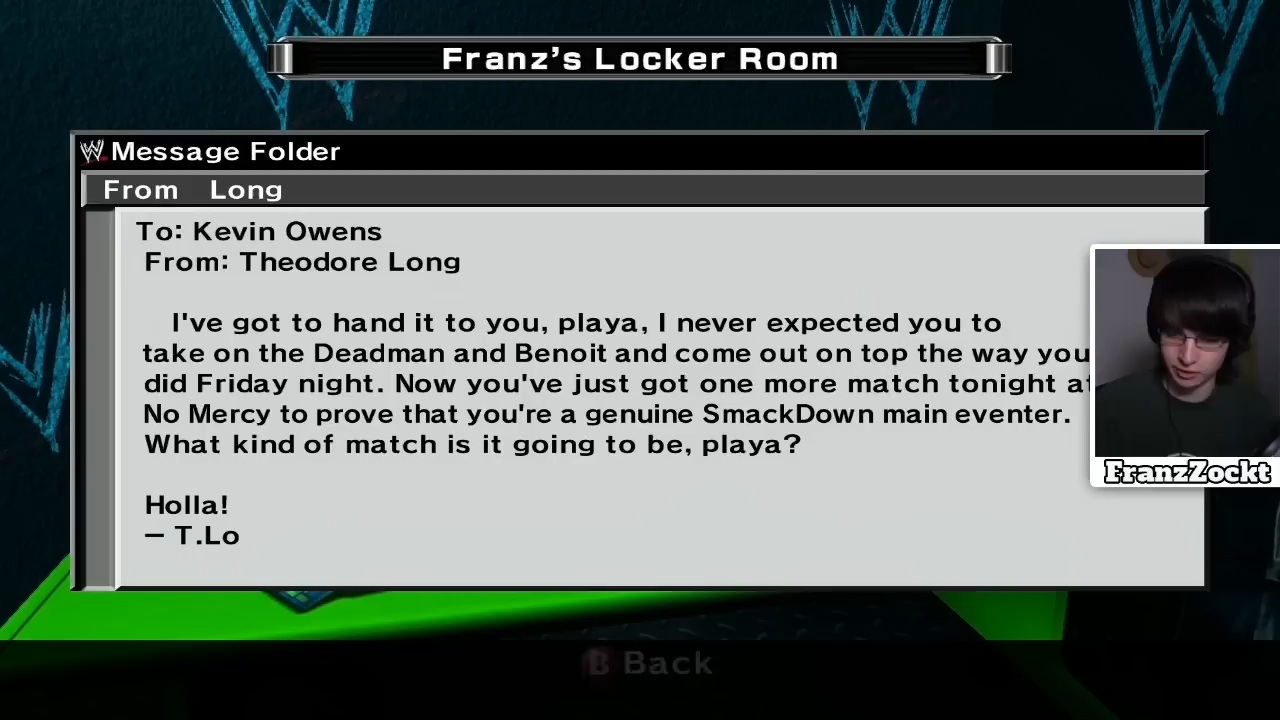 Franz's Locker Room
Message Folder
From Long
To: Kevin Owens
From: Theodore Long
I've got to hand it to you, playa, I never expected you to
take on the Deadman and Benoit and come out on top the way you
did Friday night. Now you've just got one more match tonight at
No Mercy to prove that you're a genuine SmackDown main eventer.
What kind of match is it going to be, playa?
Holla!
– T.Lo
FranzZockt
B Back